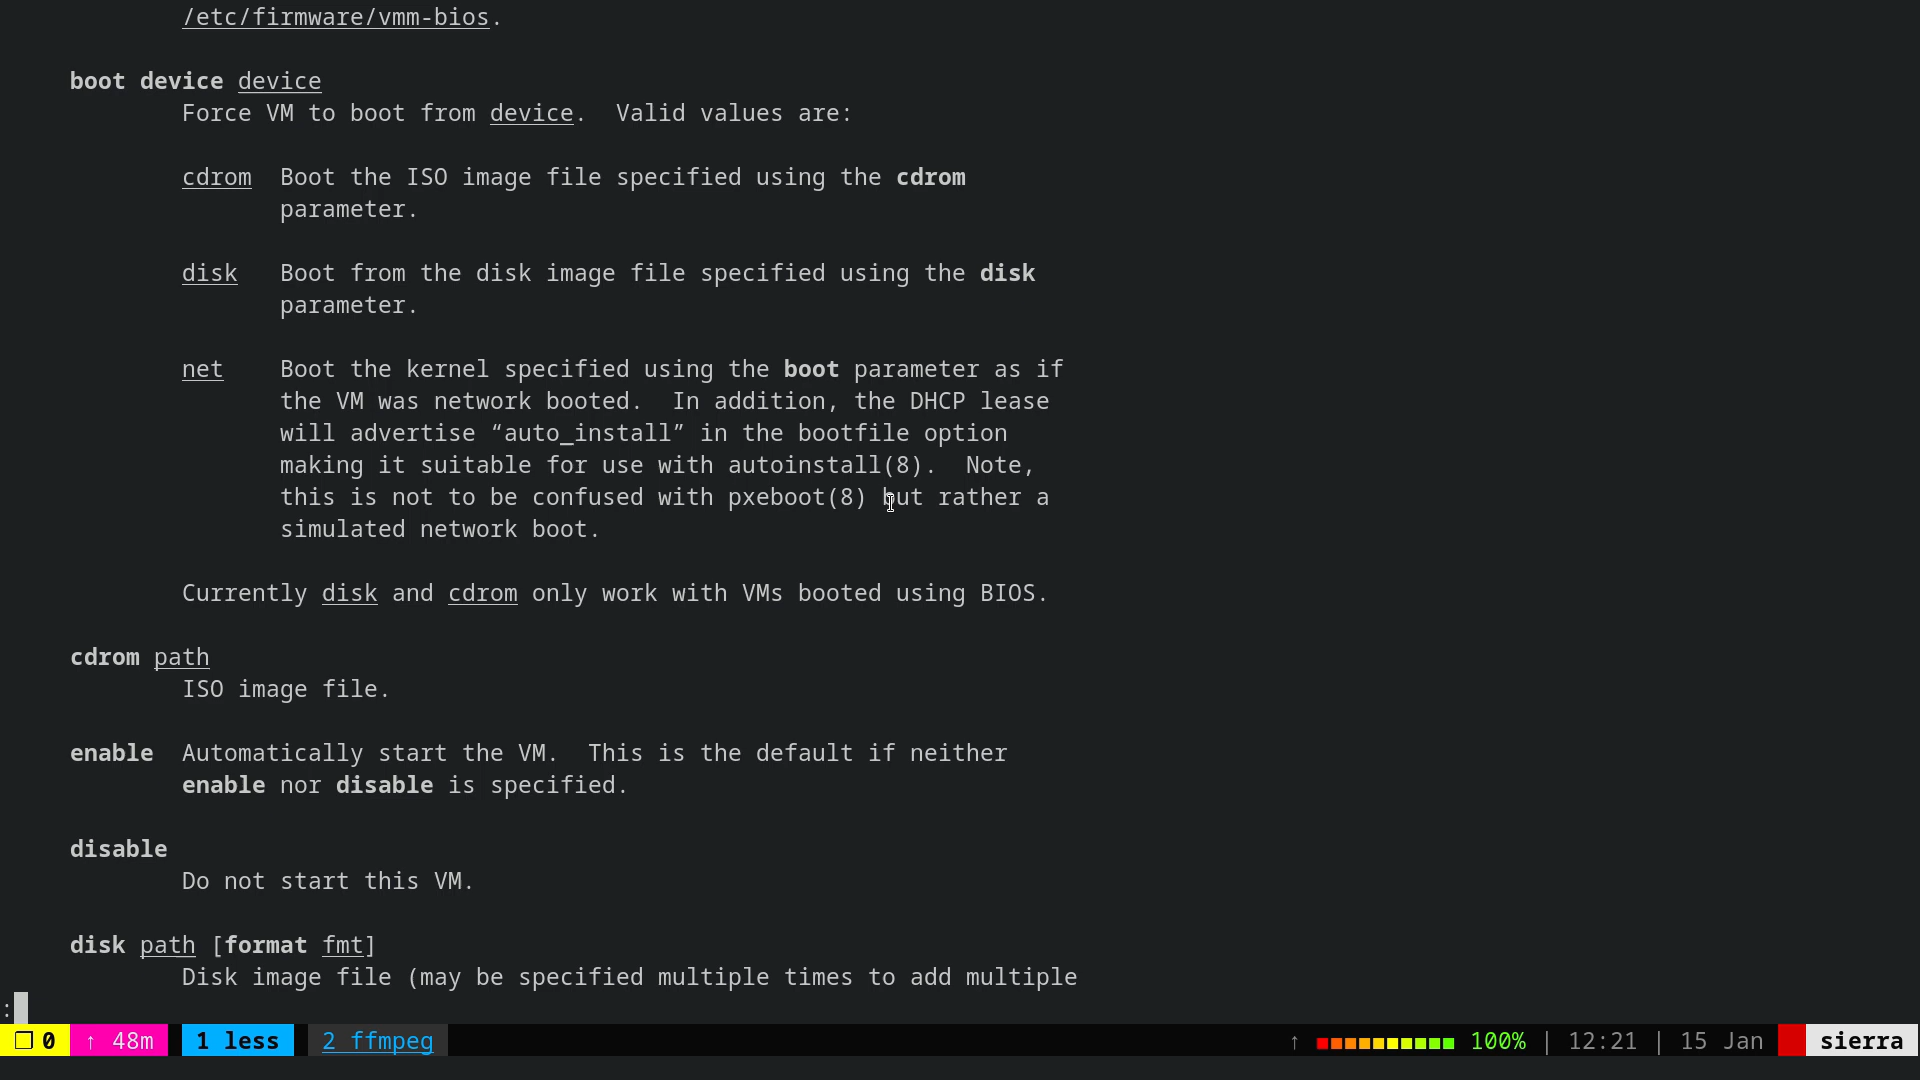 /etc/firmware/vmm-bios.
boot device device
Force VM to boot from device.  Valid values are:
cdrom  Boot the ISO image file specified using the cdrom
parameter.
disk   Boot from the disk image file specified using the disk
parameter.
net    Boot the kernel specified using the boot parameter as if
the VM was network booted.  In addition, the DHCP lease
will advertise “auto_install” in the bootfile option
making it suitable for use with autoinstall(8).  Note,
this is not to be confused with pxeboot(8) but rather a
simulated network boot.
Currently disk and cdrom only work with VMs booted using BIOS.
cdrom path
ISO image file.
enable  Automatically start the VM.  This is the default if neither
enable nor disable is specified.
disable
Do not start this VM.
disk path [format fmt]
Disk image file (may be specified multiple times to add multiple
:
❐ 0 ↑ 48m 1 less 2 ffmpeg ↑ 100% | 12:21 | 15 Jan sierra